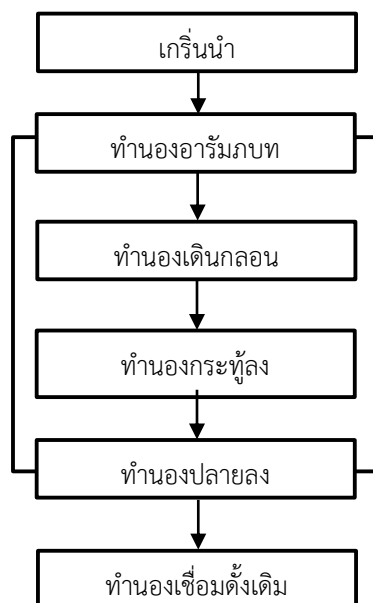 เกริ่นนำ
ทำนองอารัมภบท
ทำนองเดินกลอน
ทำนองกระทู้ลง
ทำนองปลายลง
ทำนองเชื่อมดั้งเดิม